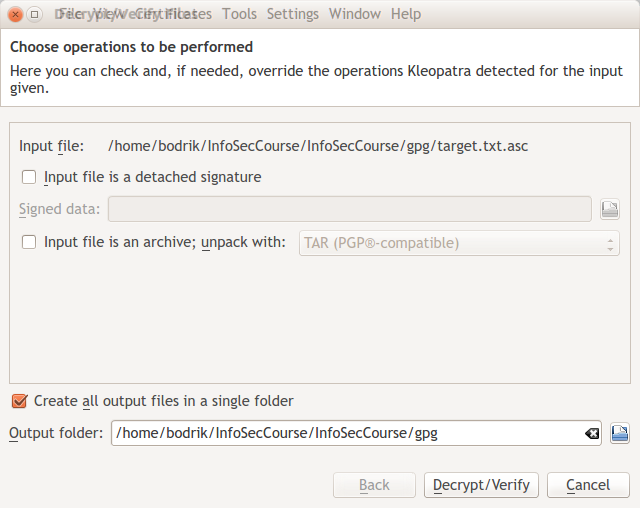 Decrypt/Verify Files
File View Certificates Tools Settings Window Help
Choose operations to be performed
Here you can check and, if needed, override the operations Kleopatra detected for the input
given.
Input file: /home/bodrik/InfoSecCourse/InfoSecCourse/gpg/target.txt.asc
Input file is a detached signature
Signed data:
Input file is an archive; unpack with: TAR (PGP®-compatible)
Create all output files in a single folder
Output folder: /home/bodrik/InfoSecCourse/InfoSecCourse/gpg
Back Decrypt/Verify Cancel